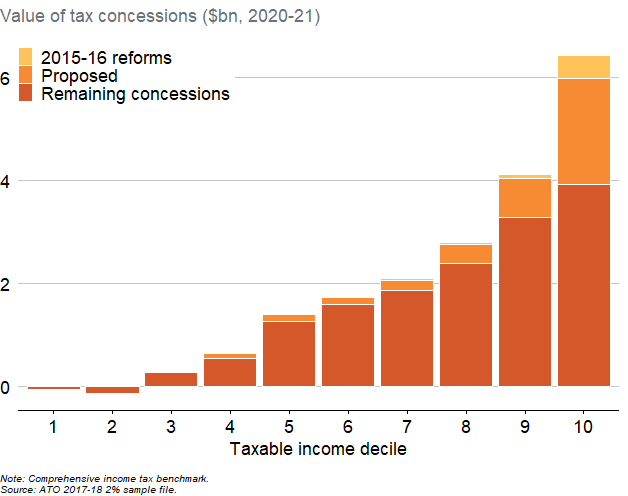 Value of tax concessions ($bn, 2020-21)
2015-16 reforms
Proposed
Remaining concessions
6
4
2
0
1 2 3 4 5 6 7 8 9 10
Taxable income decile
Note: Comprehensive income tax benchmark.
Source: ATO 2017-18 2% sample file.